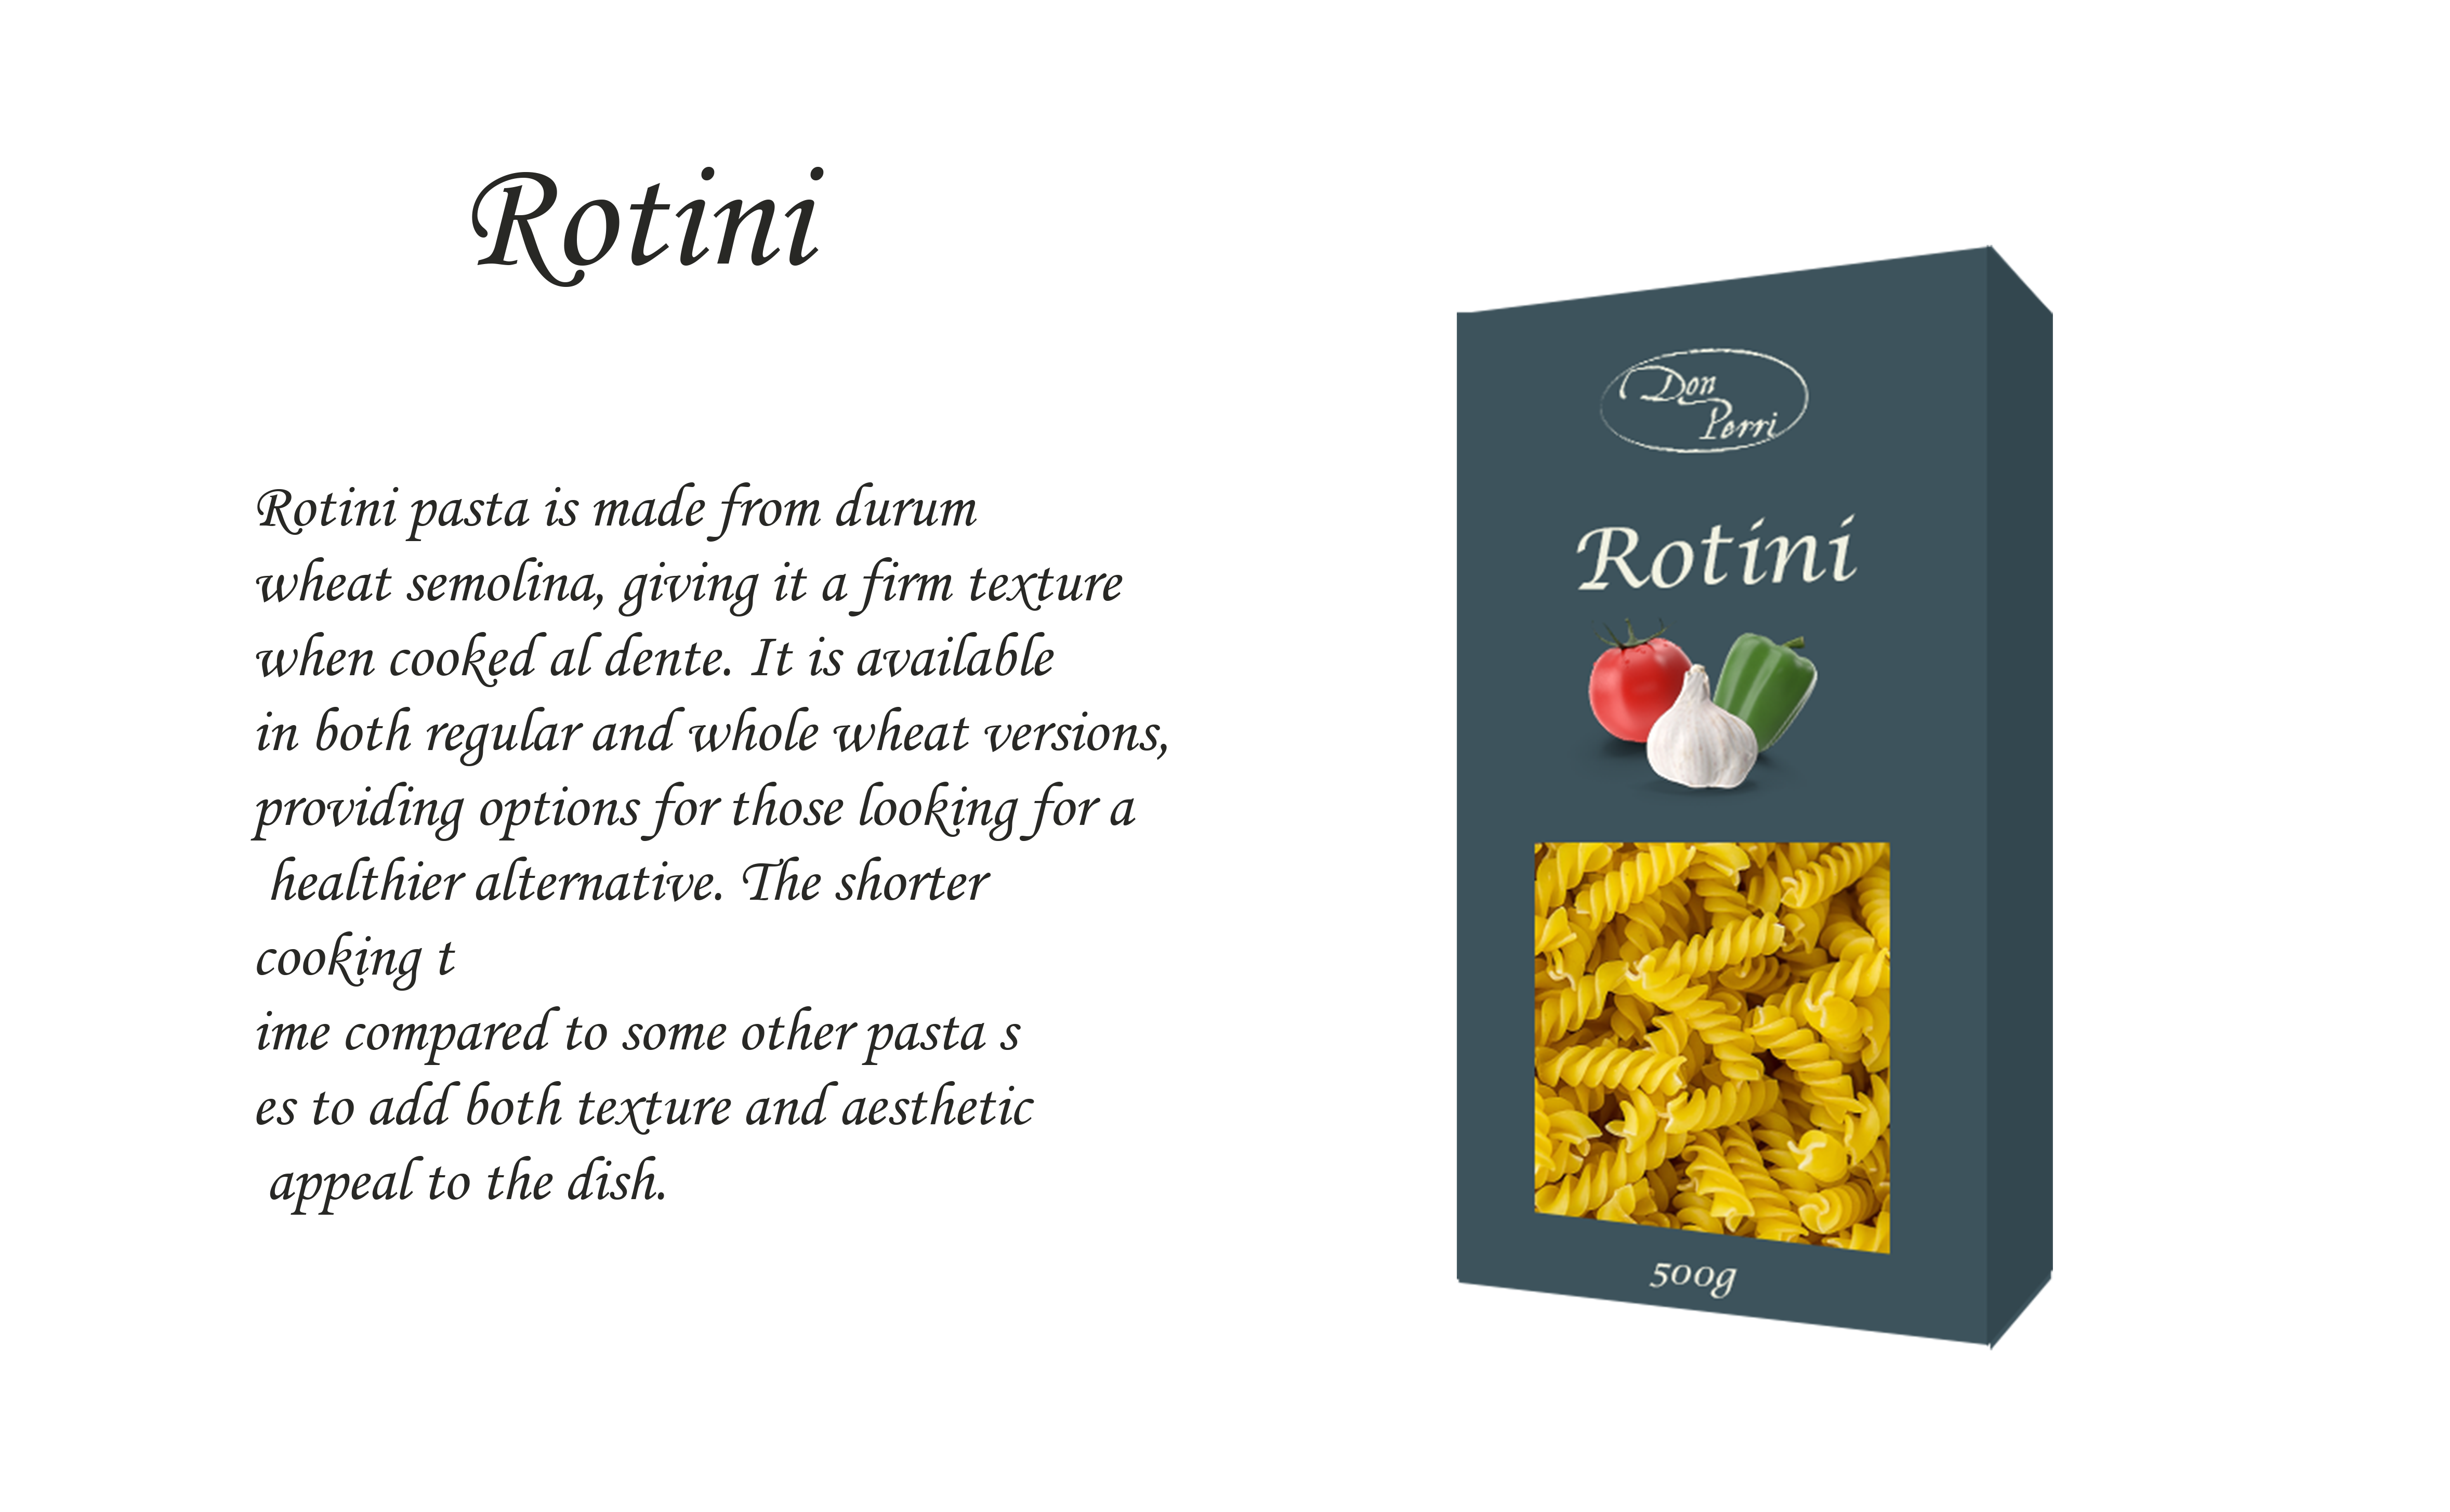 Rotini
Rotini pasta is made from durum
wheat semolina, giving it a firm texture
when cooked al dente. It is available
in both regular and whole wheat versions,
providing options for those looking for a
healthier alternative. The shorter
cooking t
ime compared to some other pasta s
es to add both texture and aesthetic
appeal to the dish.
Don
Perri
Rotini
500g